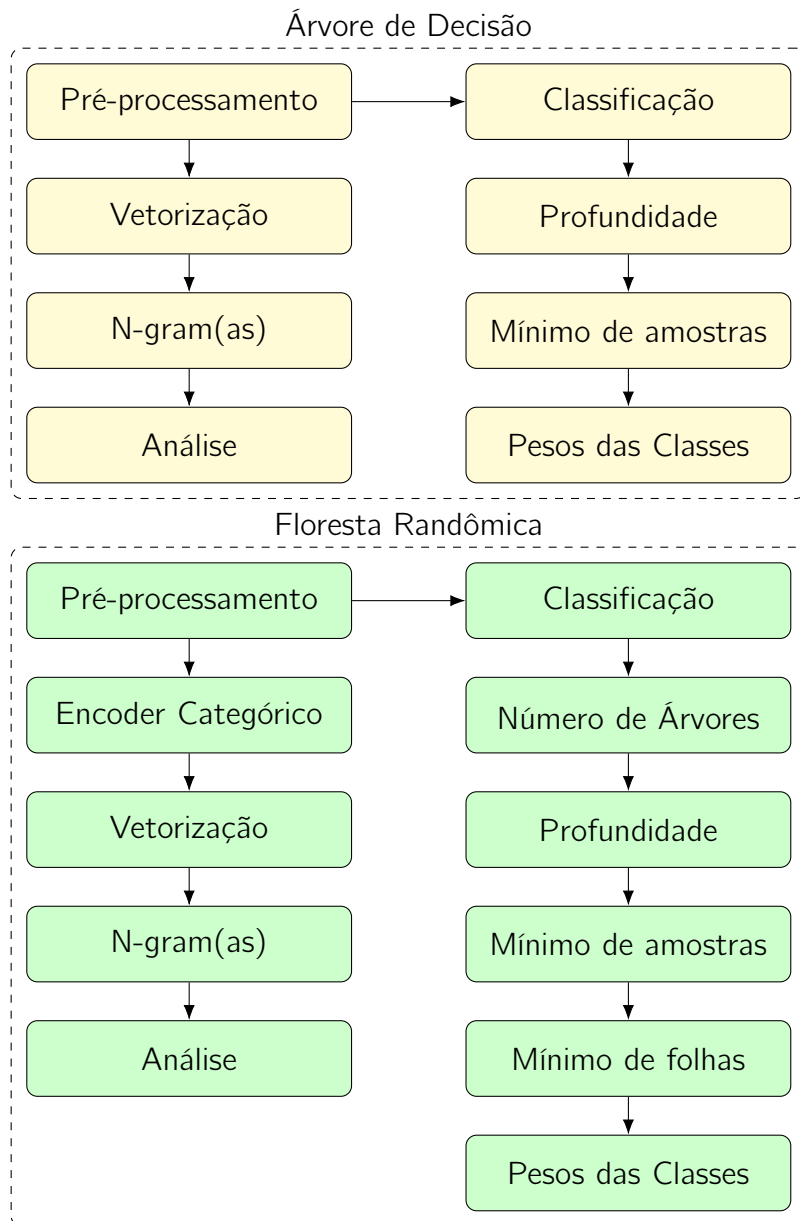 Árvore de Decisão
Pré-processamento
Classificação
Vetorização
Profundidade
N-gram(as)
Mínimo de amostras
Análise
Pesos das Classes
Floresta Randômica
Pré-processamento
Classificação
Encoder Categórico
Número de Árvores
Vetorização
Profundidade
N-gram(as)
Mínimo de amostras
Análise
Mínimo de folhas
Pesos das Classes